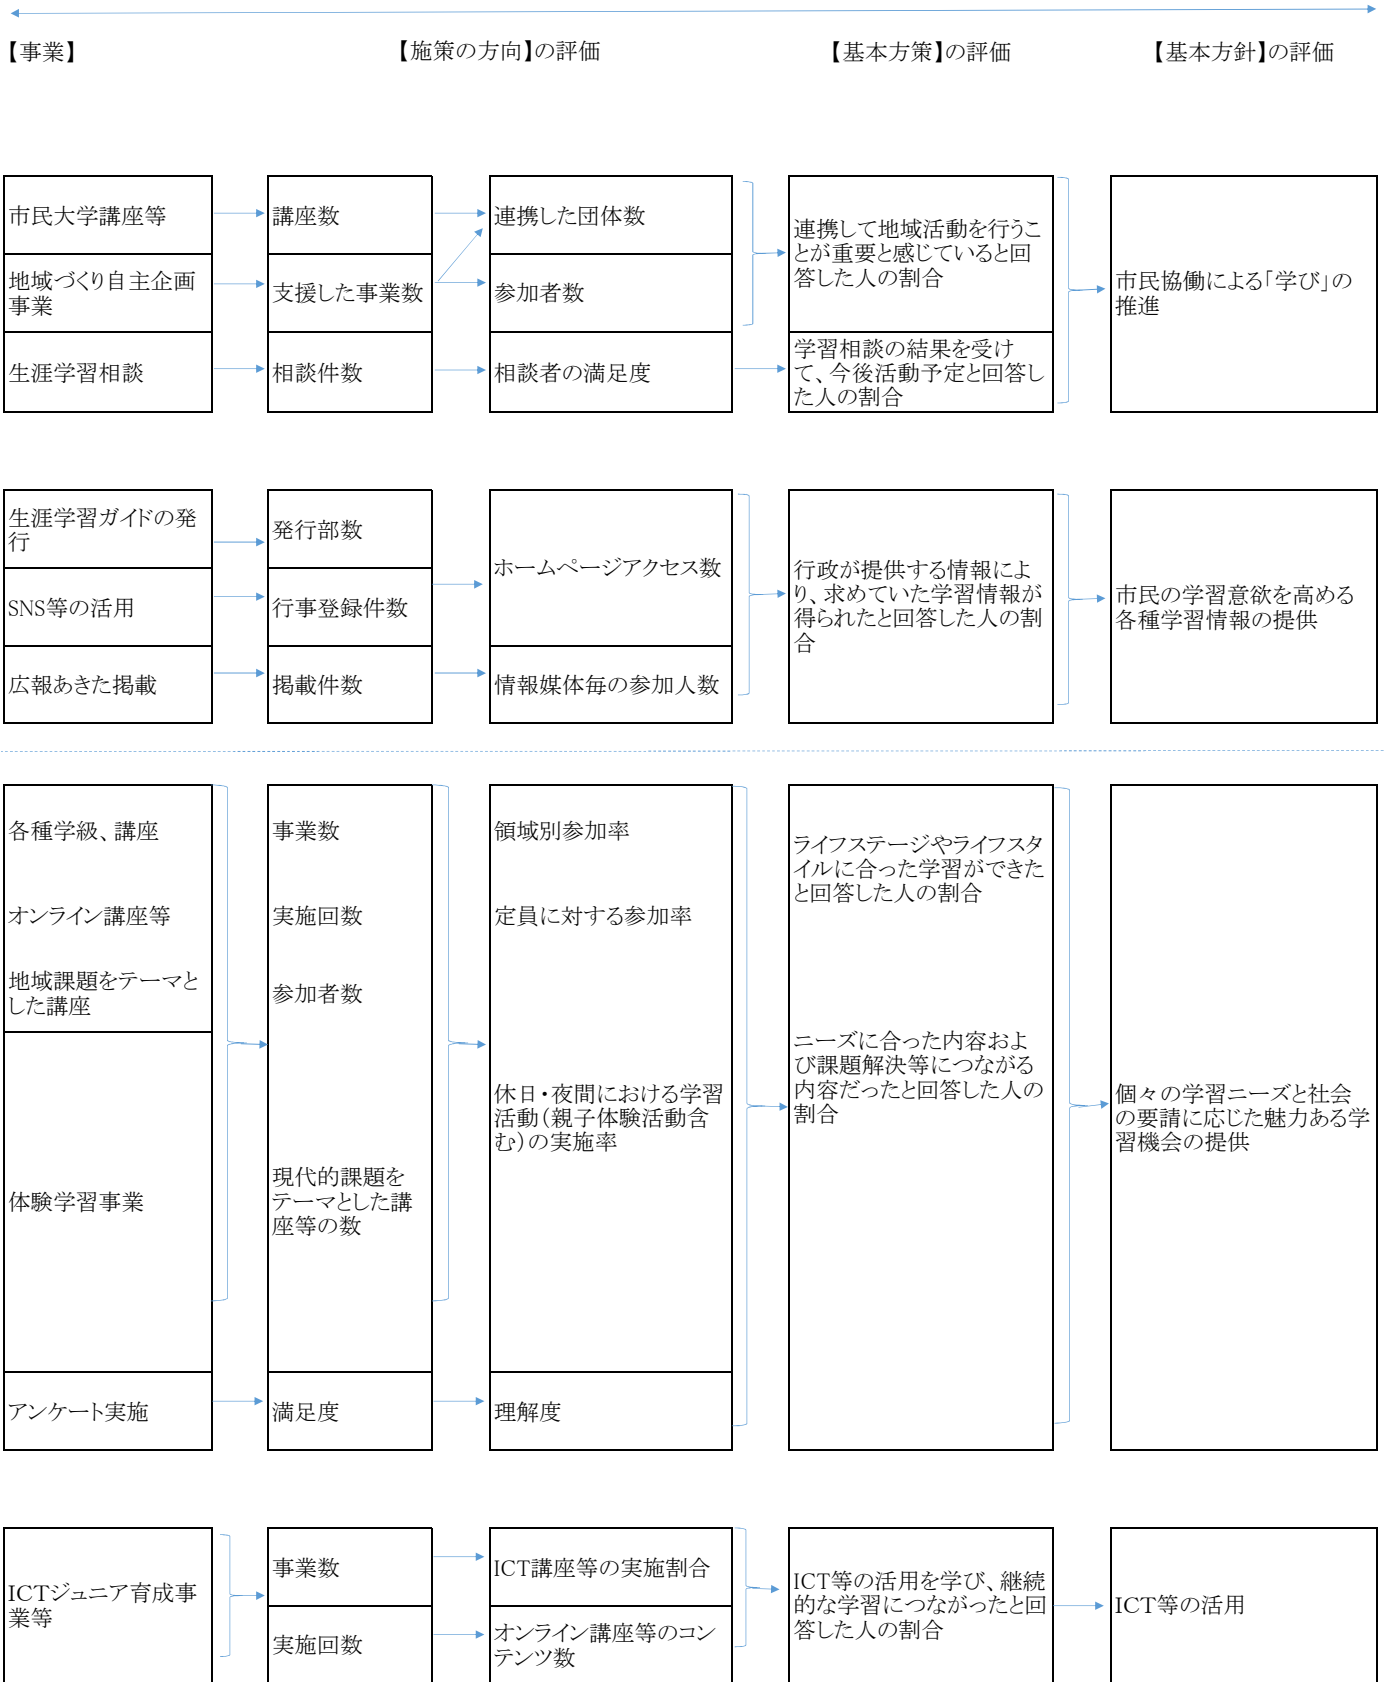 【事業】
【施策の方向】の評価
【基本方策】の評価
【基本方針】の評価
市民大学講座等
講座数
連携した団体数
連携して地域活動を行うこ
とが重要と感じていると回
答した人の割合
市民協働による「学び」の
推進
地域づくり自主企画
事業
支援した事業数
参加者数
生涯学習相談
相談件数
相談者の満足度
学習相談の結果を受け
て、今後活動予定と回答し
た人の割合
生涯学習ガイドの発
行
発行部数
ホームページアクセス数
行政が提供する情報によ
り、求めていた学習情報が
得られたと回答した人の割
合
市民の学習意欲を高める
各種学習情報の提供
SNS等の活用
行事登録件数
広報あきた掲載
掲載件数
情報媒体毎の参加人数
各種学級、講座
事業数
領域別参加率
ライフステージやライフスタ
イルに合った学習ができた
と回答した人の割合
オンライン講座等
実施回数
定員に対する参加率
地域課題をテーマと
した講座
参加者数
ニーズに合った内容およ
び課題解決等につながる
内容だったと回答した人の
割合
休日・夜間における学習
活動(親子体験活動含
む)の実施率
個々の学習ニーズと社会
の要請に応じた魅力ある学
習機会の提供
体験学習事業
現代的課題を
テーマとした講
座等の数
アンケート実施
満足度
理解度
ICTジュニア育成事
業等
事業数
ICT講座等の実施割合
ICT等の活用を学び、継続
的な学習につながったと回
答した人の割合
ICT等の活用
実施回数
オンライン講座等のコン
テンツ数